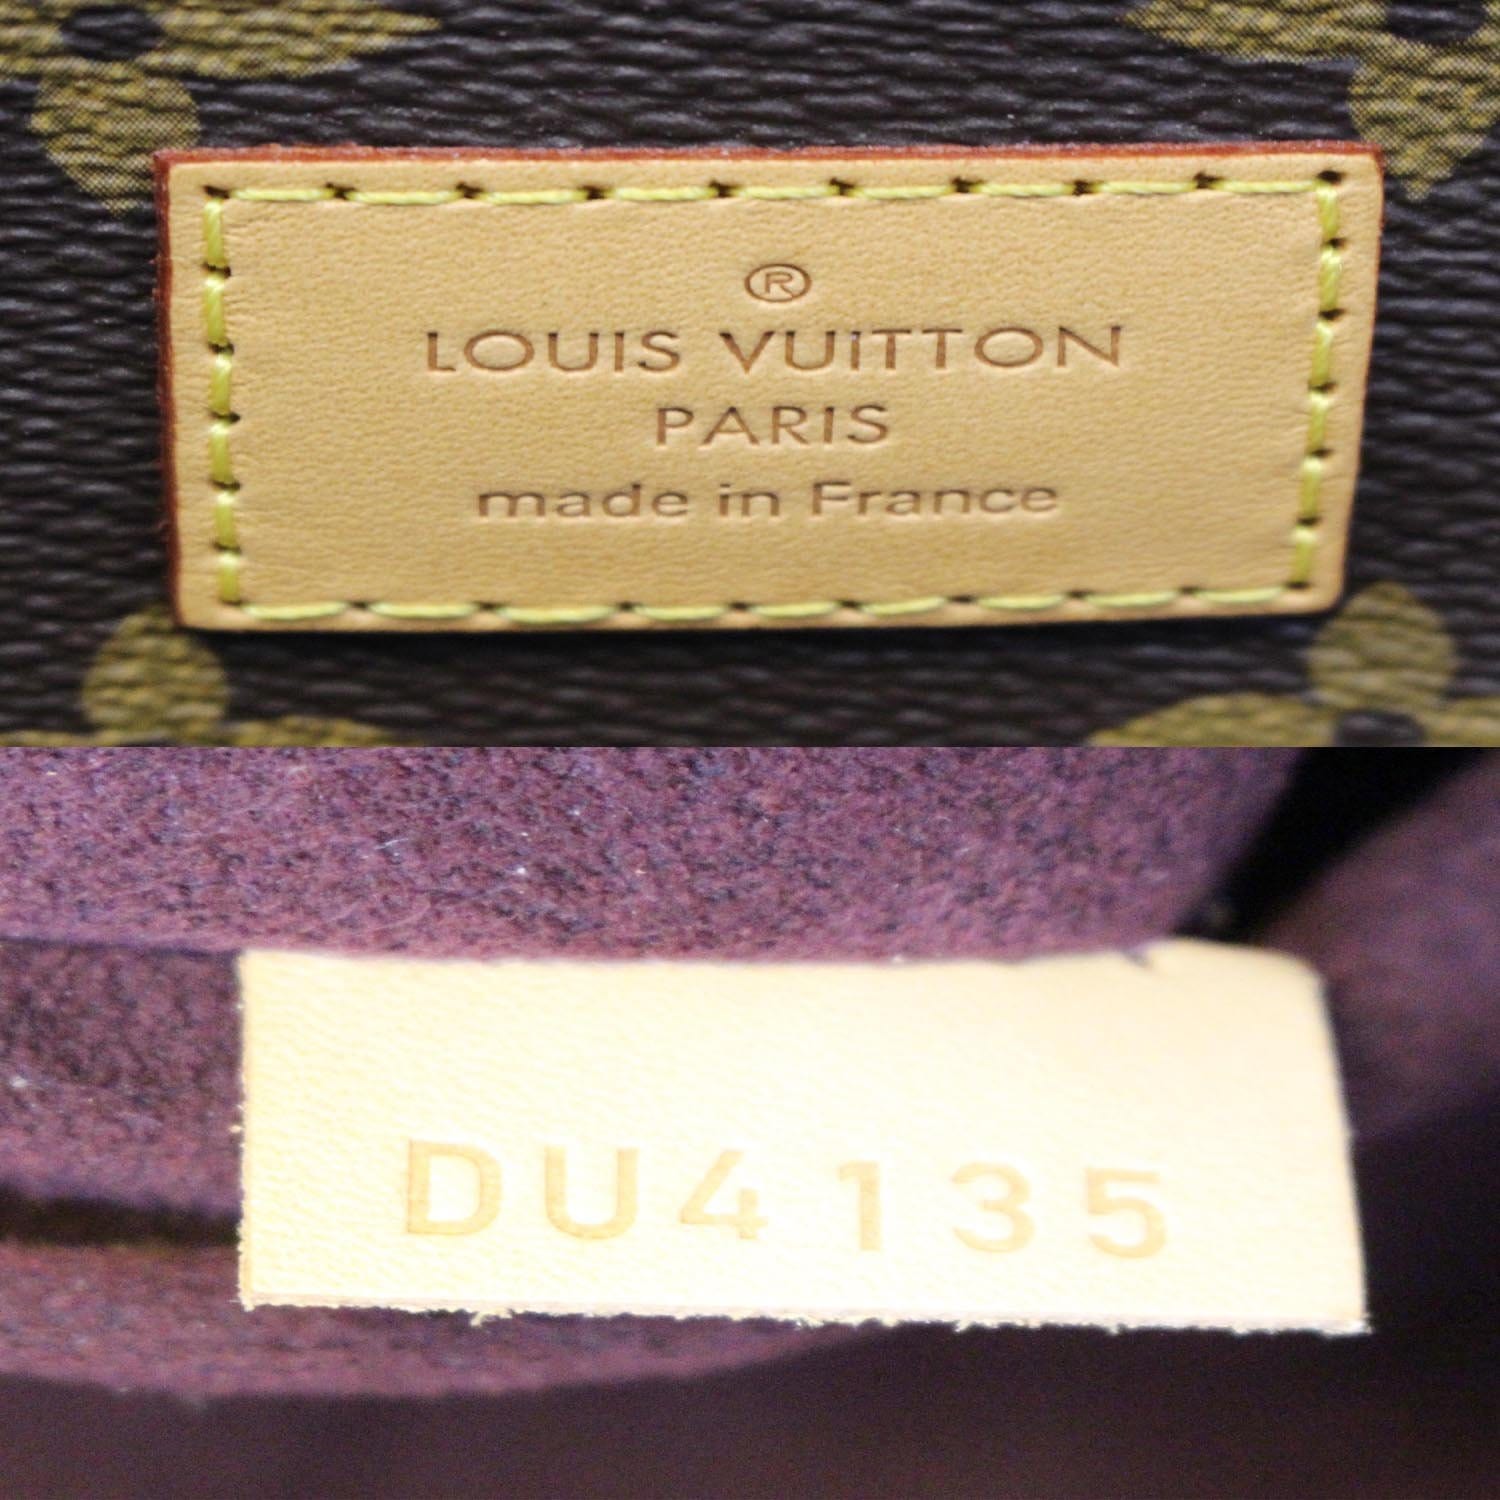 ®
LOUIS VUITTON
PARIS
made in France
DU4135